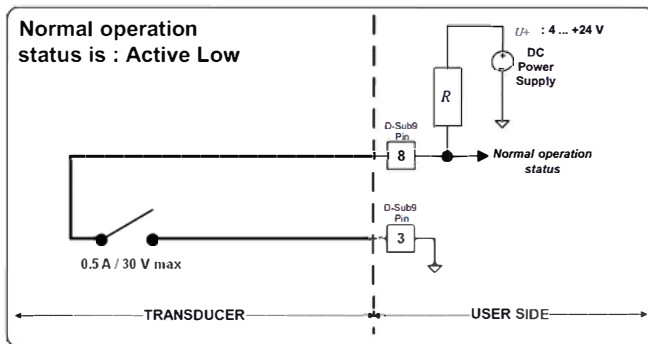 Normal operation
status is : Active Low
U+ : 4 ... +24 V
DC
Power
Supply
R
D-Sub9
Pin
8
Normal operation
status
D-Sub9
Pin
3
0.5 A / 30 V max
TRANSDUCER
USER SIDE